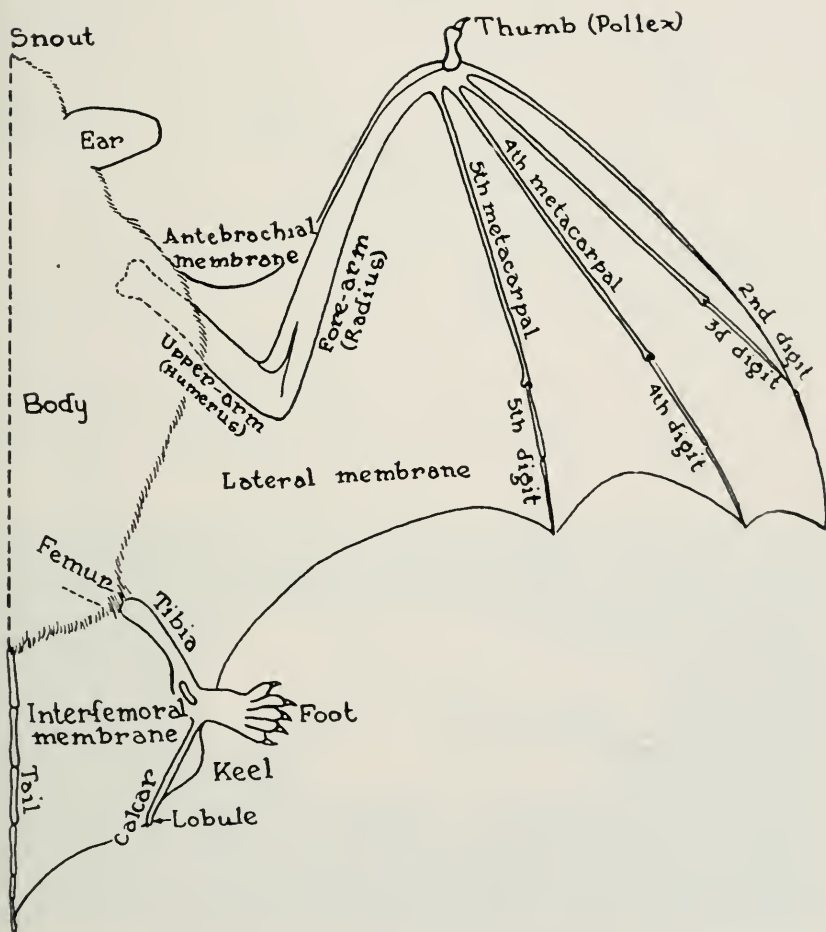 Thumb (Pollex)
Snout
Ear
Antebrachial
membrane
Fore-arm
(Radius)
5th metacarpal
4th metacarpal
2nd digit
3d digit
Upper-arm
(Humerus)
Body
5th digit
4th digit
Lateral membrane
Femur
Tibia
Interfemoral
membrane
Foot
Keel
Tail
Calcar
Lobule